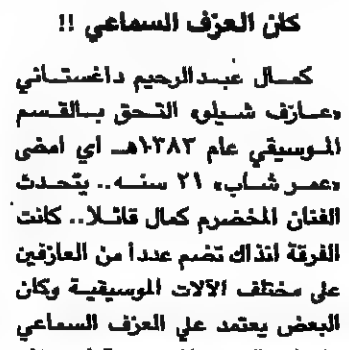 كان العزف السماعي !!
كمال عبدالرحيم داغستاني
«عازف شيلو» التحق بالقسم
الموسيقي عام ١٠٣٨٣هـ اي امضى
«عمر شاب» ٢١ سنه.. يتحدث
الفنان المخضرم كمال قائلا.. كانت
الفرقة انذاك تضم عددا من العازفين
على مختلف الآلات الموسيقية وكان
البعض يعتمد علي العزف السماعي